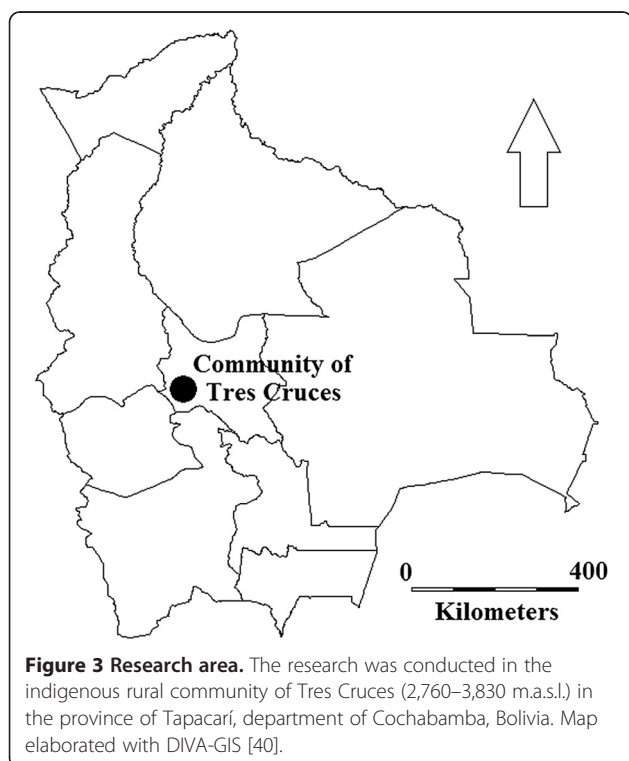 Community of
Tres Cruces
0 400
Kilometers
Figure 3 Research area. The research was conducted in the
indigenous rural community of Tres Cruces (2,760–3,830 m.a.s.l.) in
the province of Tapacarí, department of Cochabamba, Bolivia. Map
elaborated with DIVA-GIS [40].